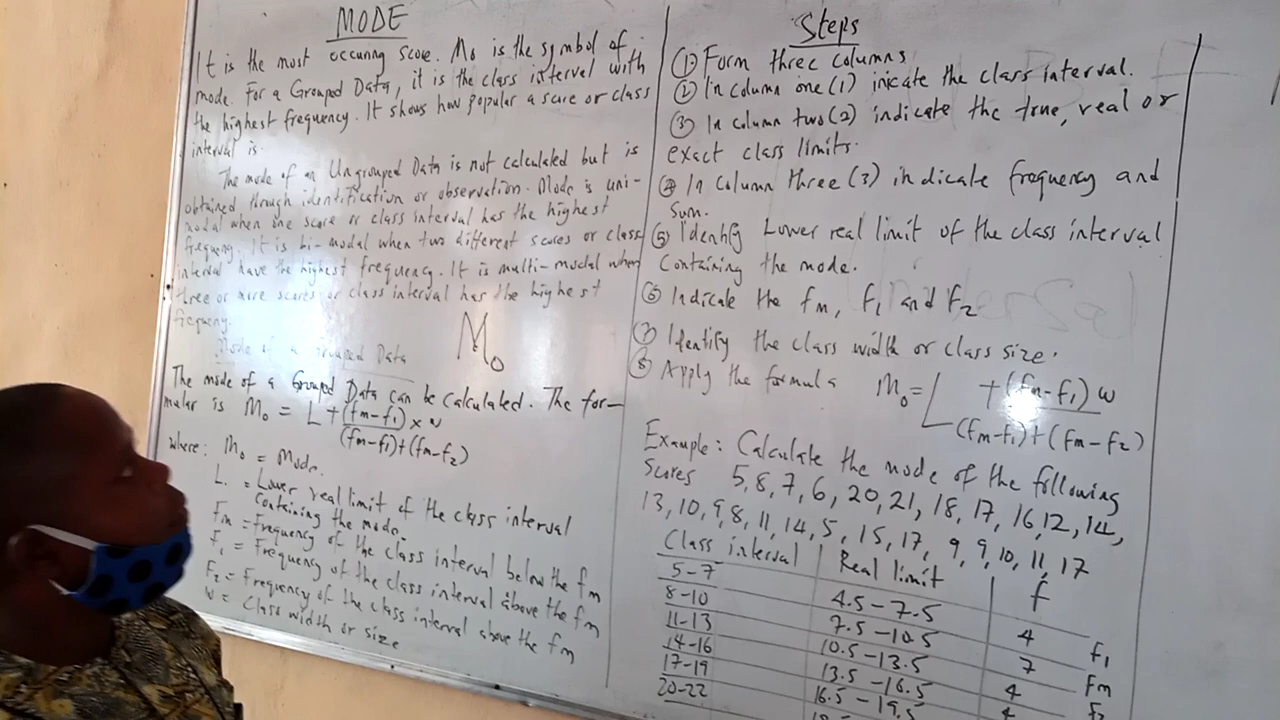 MODE
It is the most occuring score. Mo is the symbol of
mode. For a Grouped Data, it is the class interval with
the highest frequency. It shows how popular a score or class
interval is.
The mode of an Ungrouped Data is not calculated but is
obtained through identification or observation. Mode is uni-
modal when one score or class interval has the highest
frequeny. It is bi-modal when two different scores or class
interval have the highest frequency. It is multi-modal when
three or more scores or class interval has the highest
frequeny.
Mode of a Grouped Data
Mo
The mode of a Grouped Data can be calculated. The for-
mular is Mo = L + (fm-f1) × w
(fm-f1)+(fm-f2)
where: Mo = Mode.
L = Lower real limit of the class interval
containing the mode.
Fm = Frequency of the class interval below the fm
F1 = Frequency of the class interval above the fm
F2 = Frequency of the class interval above the fm
w = Class width or size
Steps
① Form three columns
② In column one (1) inicate the class interval.
③ In column two (2) indicate the true, real or
exact class limits.
④ In column three (3) indicate frequency and
sum.
⑤ Identify Lower real limit of the class interval
containing the mode.
⑥ Indicate the fm, F1 and F2
⑦ Identify the class width or class size.
⑧ Apply the formula Mo = L + (fm-f1) w
(fm-f1)+(fm-f2)
Example: Calculate the mode of the following
Scores 5, 8, 7, 6, 20, 21, 18, 17, 16, 12, 14,
13, 10, 9, 8, 11, 14, 5, 15, 17, 9, 9, 10, 11, 17
Class interval Real limit f
5-7 4.5-7.5 4 F1
8-10 7.5-10.5 7 Fm
11-13 10.5-13.5 4 F2
14-16 13.5-16.5 4
17-19 16.5-19.5
20-22